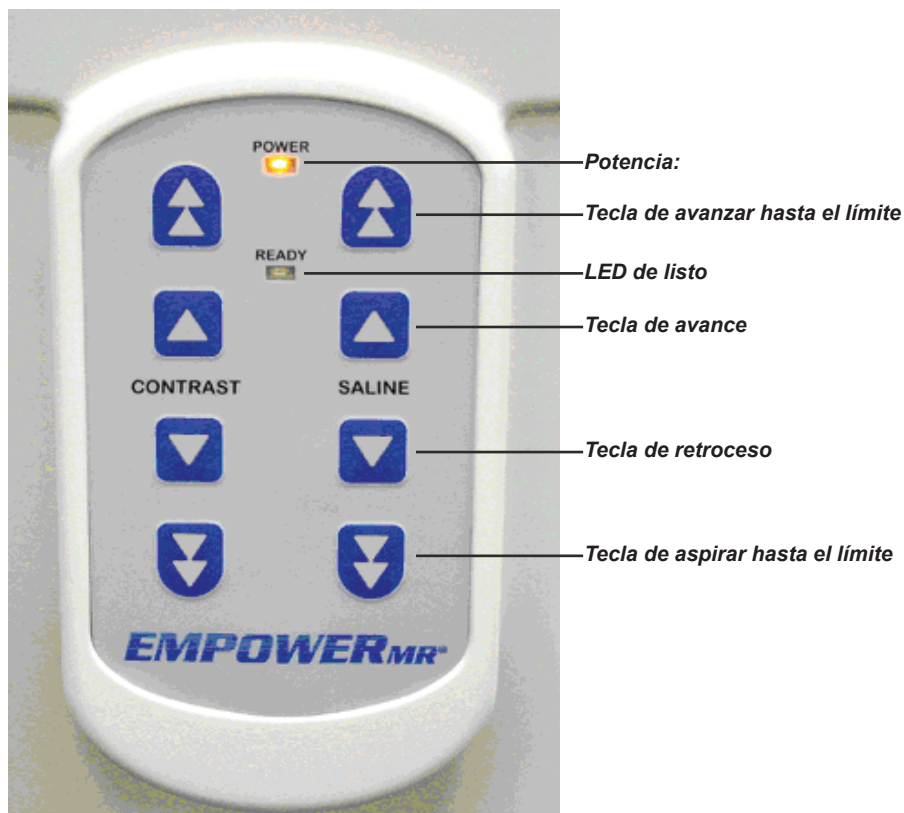 POWER
Potencia:
Tecla de avanzar hasta el límite
READY
LED de listo
Tecla de avance
CONTRAST
SALINE
Tecla de retroceso
Tecla de aspirar hasta el límite
EMPOWERMR®